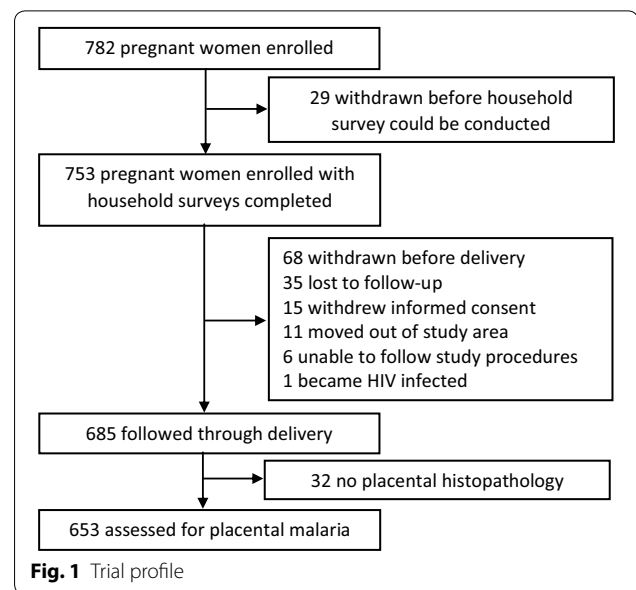 782 pregnant women enrolled
29 withdrawn before household
survey could be conducted
753 pregnant women enrolled with
household surveys completed
68 withdrawn before delivery
35 lost to follow-up
15 withdrew informed consent
11 moved out of study area
6 unable to follow study procedures
1 became HIV infected
685 followed through delivery
32 no placental histopathology
653 assessed for placental malaria
Fig. 1 Trial profile